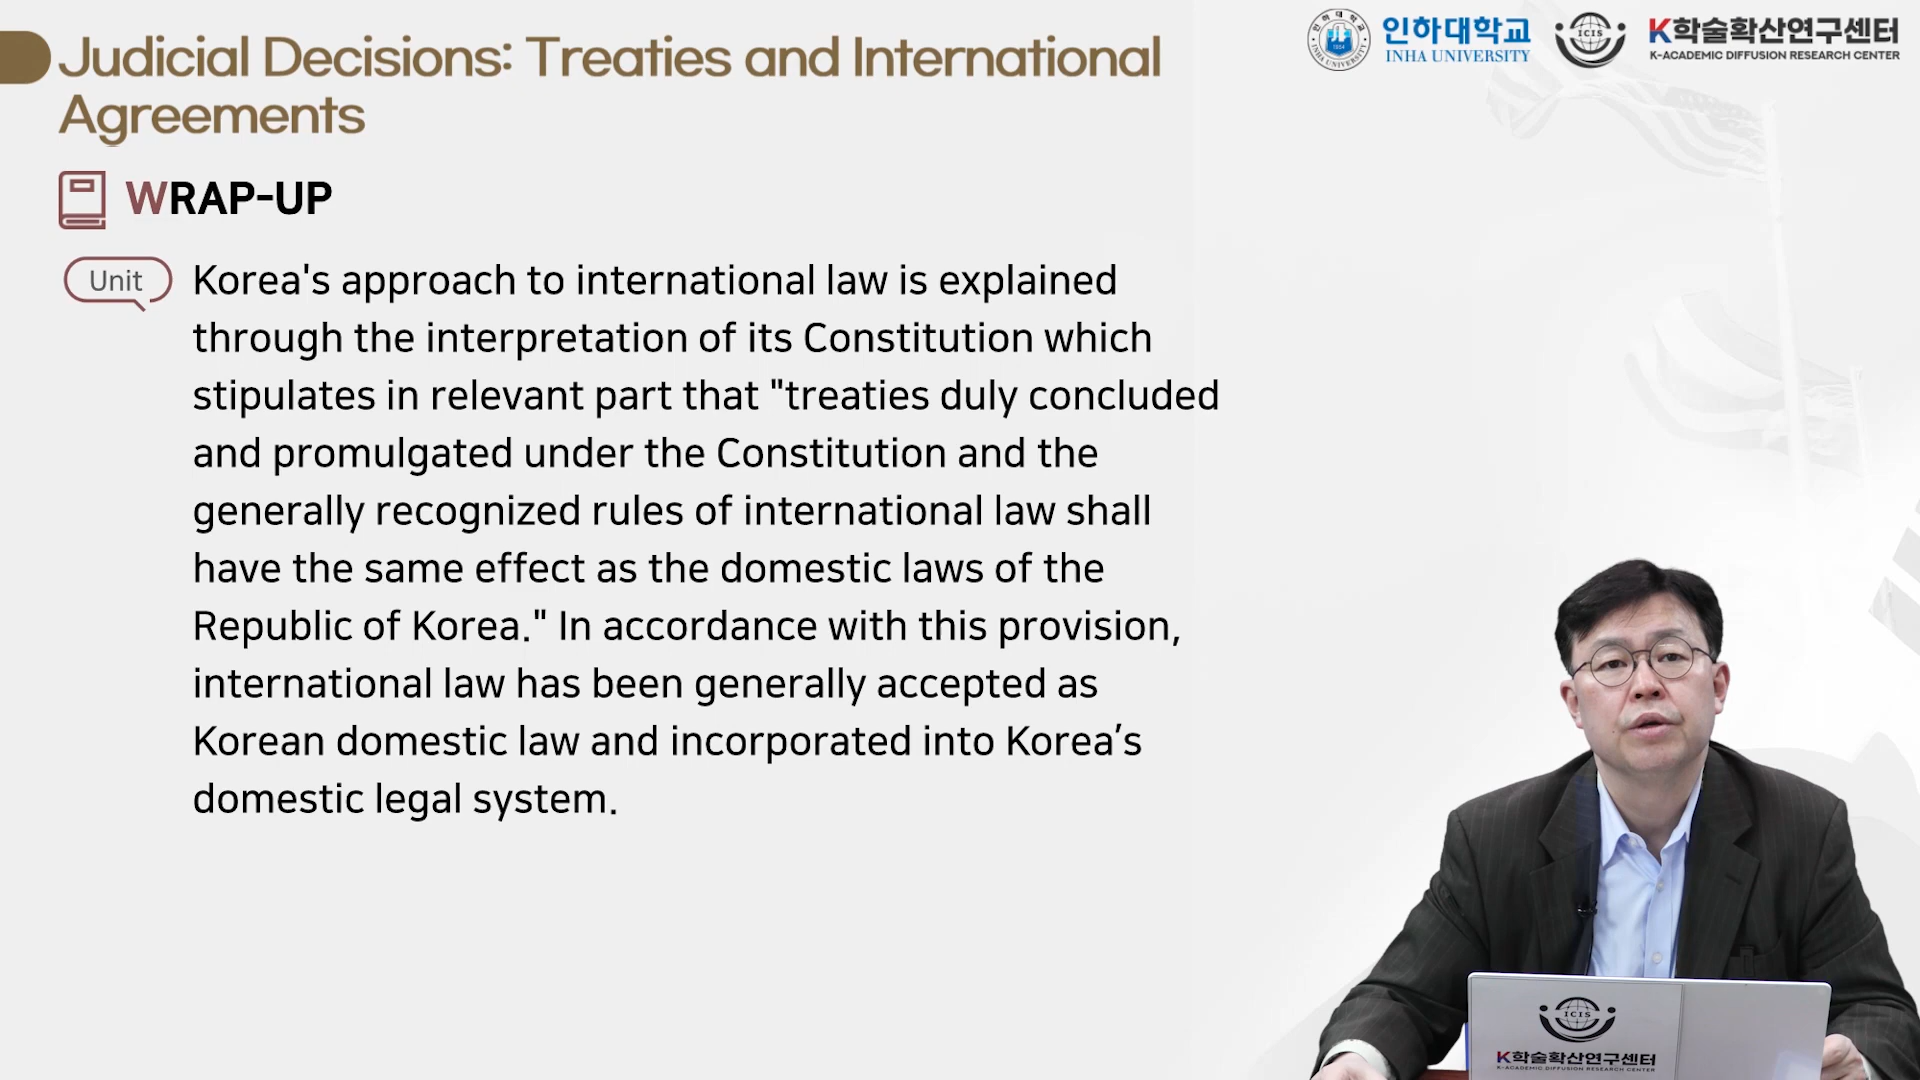 Judicial Decisions: Treaties and International
Agreements
인하대학교
INHA UNIVERSITY
ICIS
K학술확산연구센터
K-ACADEMIC DIFFUSION RESEARCH CENTER
WRAP-UP
Unit
Korea's approach to international law is explained
through the interpretation of its Constitution which
stipulates in relevant part that "treaties duly concluded
and promulgated under the Constitution and the
generally recognized rules of international law shall
have the same effect as the domestic laws of the
Republic of Korea." In accordance with this provision,
international law has been generally accepted as
Korean domestic law and incorporated into Korea’s
domestic legal system.
ICIS
K학술확산연구센터
K-ACADEMIC DIFFUSION RESEARCH CENTER